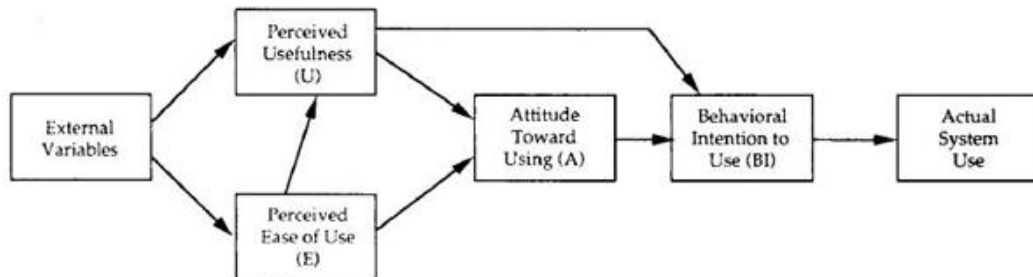 External
Variables
Perceived
Usefulness
(U)
Perceived
Ease of Use
(E)
Attitude
Toward
Using (A)
Behavioral
Intention to
Use (BI)
Actual
System
Use